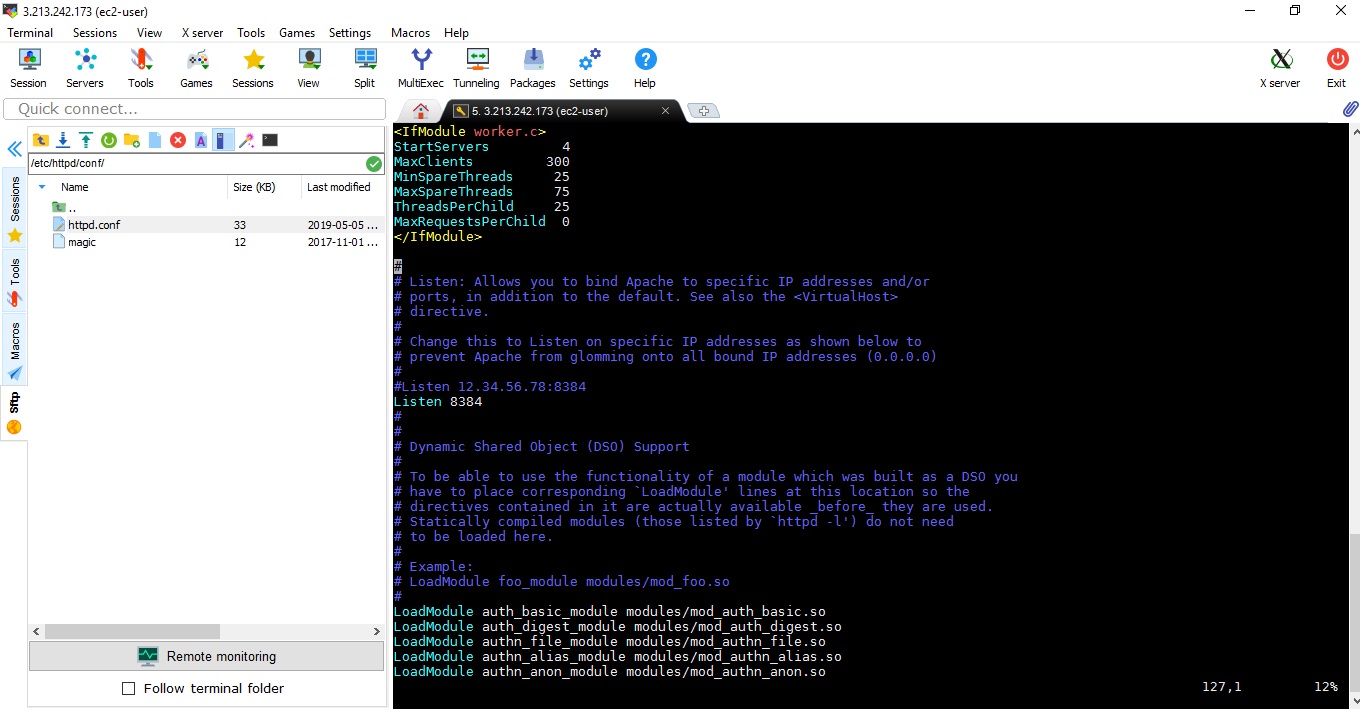 3.213.242.173 (ec2-user)
Terminal Sessions View X server Tools Games Settings Macros Help
Session Servers Tools Games Sessions View Split MultiExec Tunneling Packages Settings Help X server Exit
Quick connect...
5. 3.213.242.173 (ec2-user)
/etc/httpd/conf/
Name Size (KB) Last modified
..
httpd.conf 33 2019-05-05 ...
magic 12 2017-11-01 ...
Sessions
Tools
Macros
Sftp
Remote monitoring
Follow terminal folder
<IfModule worker.c>
StartServers         4
MaxClients         300
MinSpareThreads     25
MaxSpareThreads     75
ThreadsPerChild     25
MaxRequestsPerChild  0
</IfModule>
#
# Listen: Allows you to bind Apache to specific IP addresses and/or
# ports, in addition to the default. See also the <VirtualHost>
# directive.
#
# Change this to Listen on specific IP addresses as shown below to
# prevent Apache from glomming onto all bound IP addresses (0.0.0.0)
#
#Listen 12.34.56.78:8384
Listen 8384
#
#
# Dynamic Shared Object (DSO) Support
#
# To be able to use the functionality of a module which was built as a DSO you
# have to place corresponding `LoadModule' lines at this location so the
# directives contained in it are actually available _before_ they are used.
# Statically compiled modules (those listed by `httpd -l') do not need
# to be loaded here.
#
# Example:
# LoadModule foo_module modules/mod_foo.so
#
LoadModule auth_basic_module modules/mod_auth_basic.so
LoadModule auth_digest_module modules/mod_auth_digest.so
LoadModule authn_file_module modules/mod_authn_file.so
LoadModule authn_alias_module modules/mod_authn_alias.so
LoadModule authn_anon_module modules/mod_authn_anon.so
127,1 12%